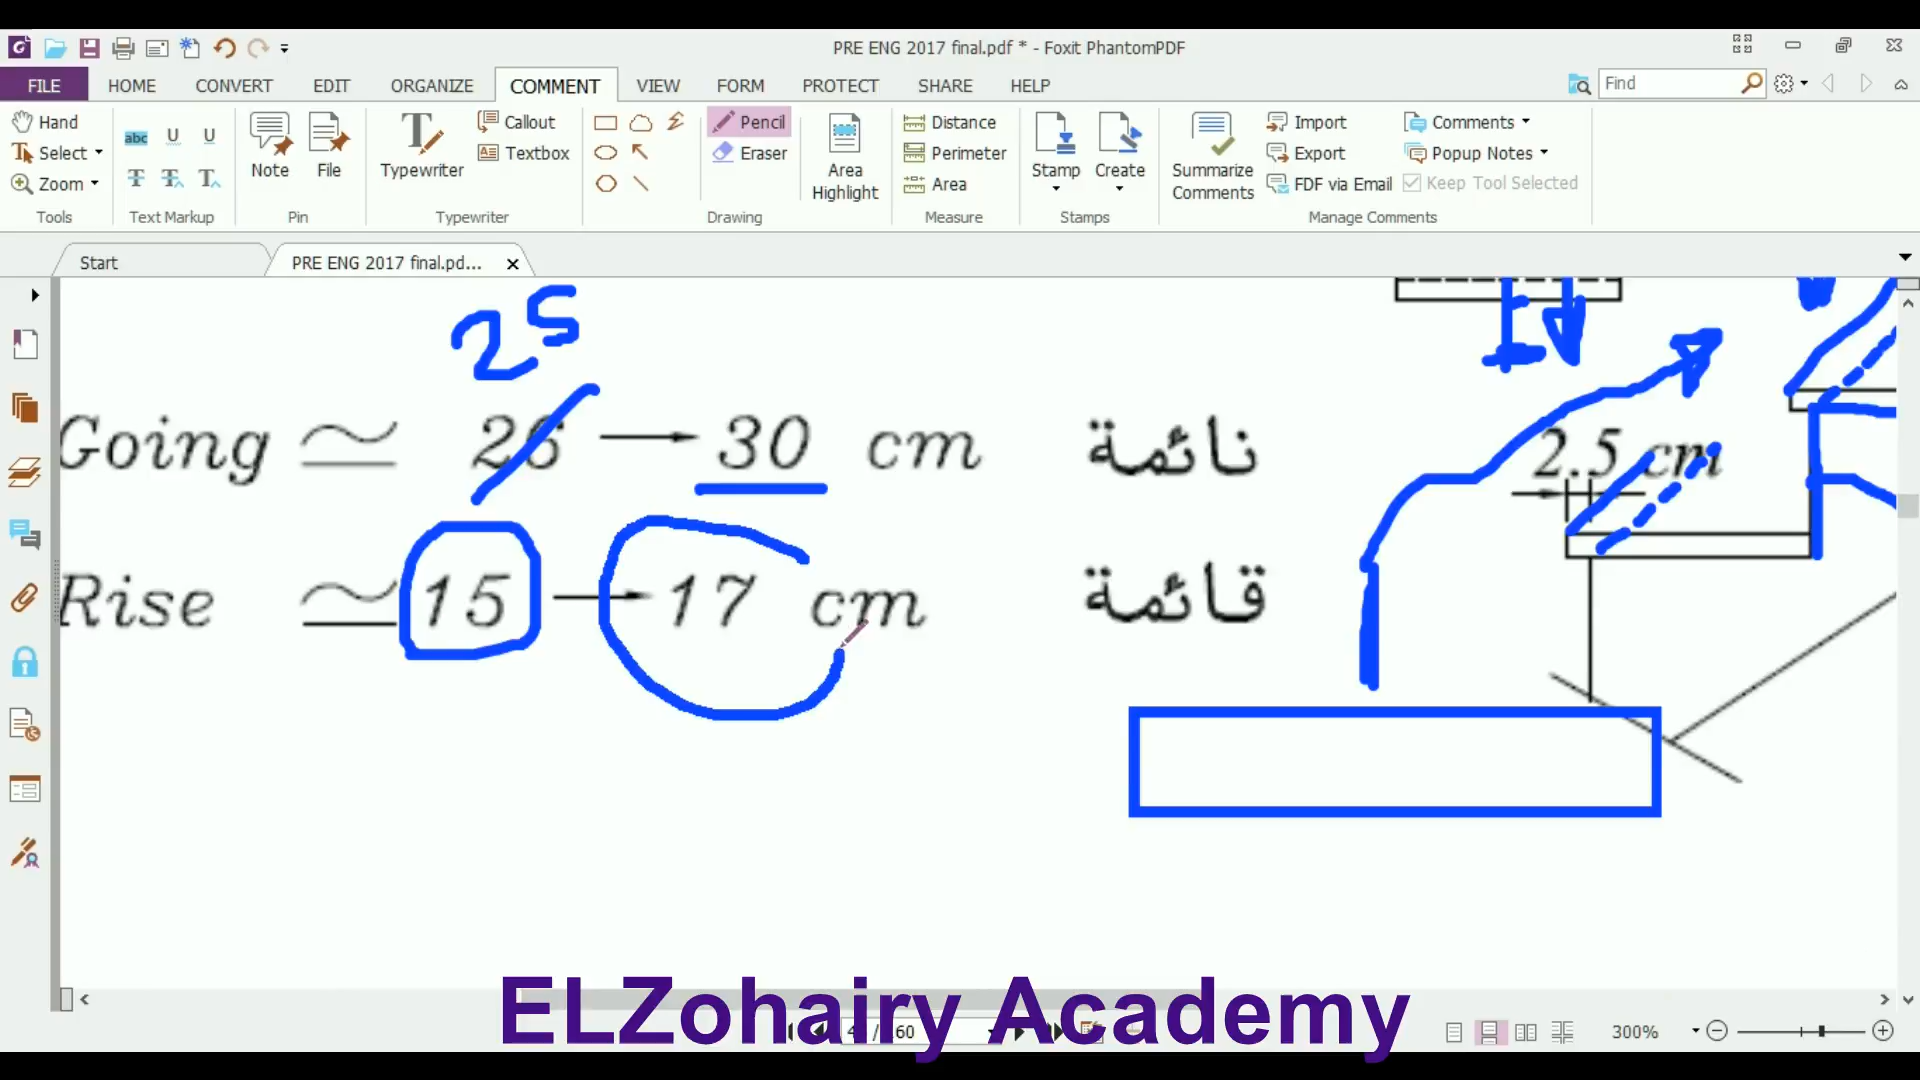 PRE ENG 2017 final.pdf * - Foxit PhantomPDF
FILE HOME CONVERT EDIT ORGANIZE COMMENT VIEW FORM PROTECT SHARE HELP Find
Hand
Select
Zoom
Tools
abc U U
T T T
Text Markup
Note File
Pin
Typewriter
Callout
Textbox
Typewriter
Pencil
Eraser
Area Highlight
Drawing
Distance
Perimeter
Area
Measure
Stamp Create
Stamps
Summarize Comments
Import
Export
FDF via Email
Comments
Popup Notes
Keep Tool Selected
Manage Comments
Start PRE ENG 2017 final.pd...
25
Going ≃ 26 → 30 cm نائمة
2.5 cm
Rise ≃ 15 → 17 cm قائمة
ELZohairy Academy
/ 60
300%